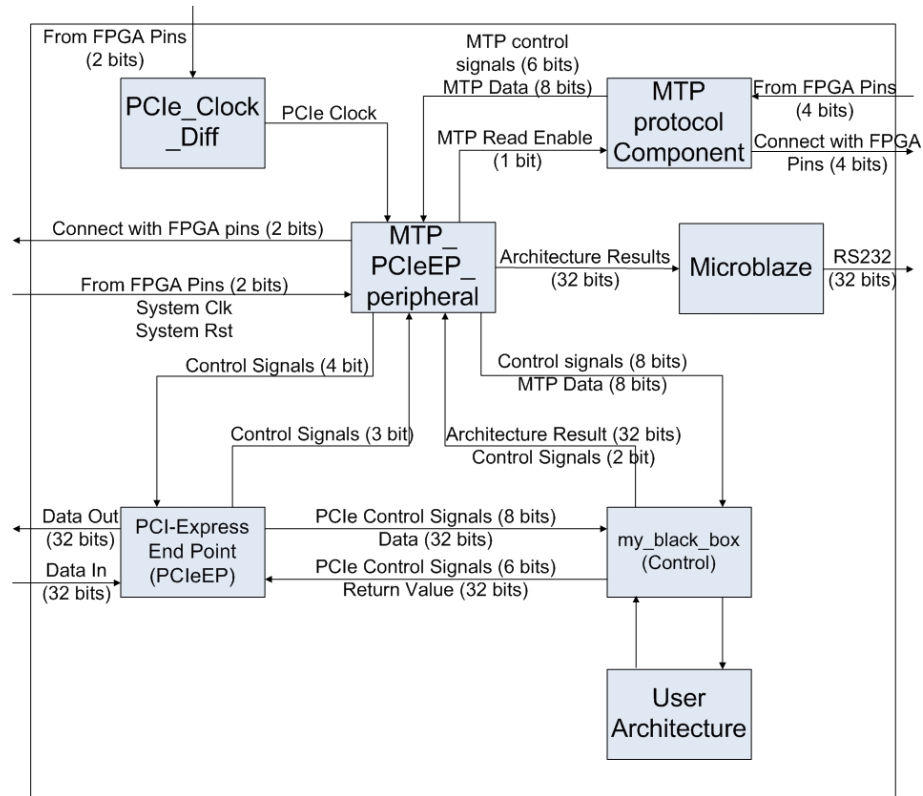 From FPGA Pins
(2 bits)
PCIe_Clock
_Diff
PCIe Clock
MTP control
signals (6 bits)
MTP Data (8 bits)
MTP Read Enable
(1 bit)
MTP
protocol
Component
From FPGA Pins
(4 bits)
Connect with FPGA
Pins (4 bits)
Connect with FPGA pins (2 bits)
From FPGA Pins (2 bits)
System Clk
System Rst
MTP_
PCIeEP_
peripheral
Architecture Results
(32 bits)
Microblaze
RS232
(32 bits)
Control Signals (4 bit)
Control signals (8 bits)
MTP Data (8 bits)
Control Signals (3 bit)
Architecture Result (32 bits)
Control Signals (2 bit)
Data Out
(32 bits)
Data In
(32 bits)
PCI-Express
End Point
(PCIeEP)
PCIe Control Signals (8 bits)
Data (32 bits)
PCIe Control Signals (6 bits)
Return Value (32 bits)
my_black_box
(Control)
User
Architecture